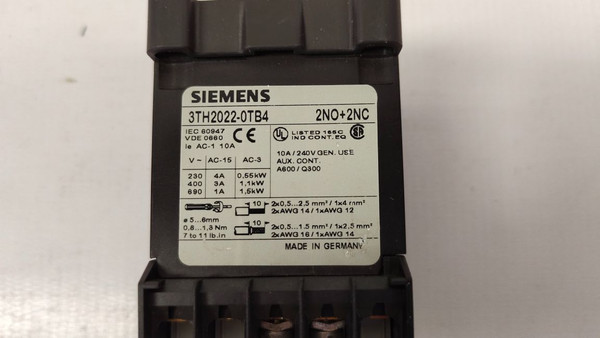 SIEMENS
3TH2022-0TB4 2NO+2NC
IEC 60947
VDE 0660
Ie AC-1 10A
CE UL LISTED 165C
IND CONT.EQ SA
V ~ AC-15 AC-3
230 4A 0,55kW
400 3A 1,1kW
690 1A 1,5kW
10A / 240V GEN. USE
AUX. CONT.
A600 / Q300
10 2x0,5...2,5 mm² / 1x4 mm²
2xAWG 14 / 1xAWG 12
ø 5...6mm
0,8...1,3 Nm
7 to 11 lb.in
10 2x0,5...1,5 mm² / 1x2,5 mm²
2xAWG 16 / 1xAWG 14
MADE IN GERMANY